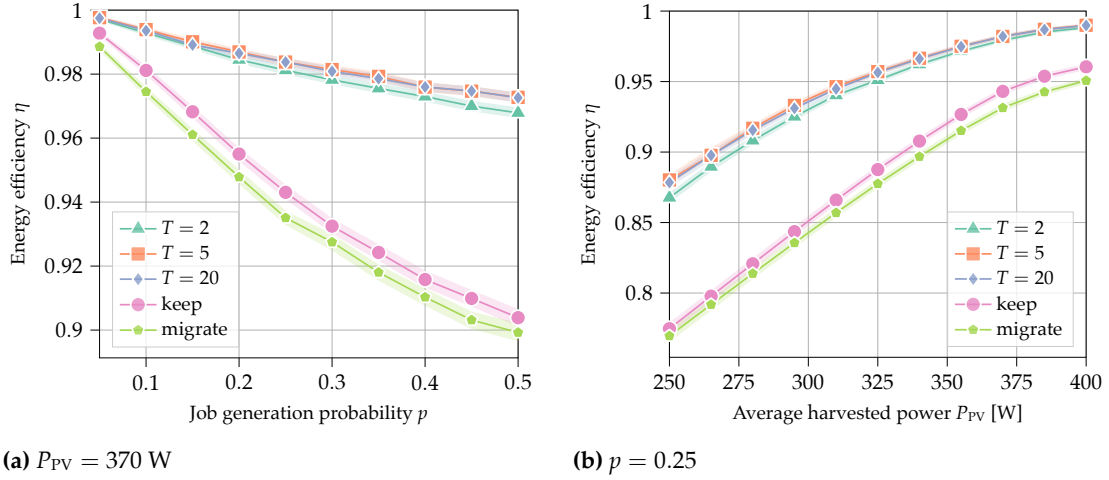 1
0.98
0.96
0.94
0.92
0.9
Energy efficiency η
T = 2
T = 5
T = 20
keep
migrate
0.1
0.2
0.3
0.4
0.5
Job generation probability p
(a) P_PV = 370 W
1
0.95
0.9
0.85
0.8
Energy efficiency η
T = 2
T = 5
T = 20
keep
migrate
250
275
300
325
350
375
400
Average harvested power P_PV [W]
(b) p = 0.25